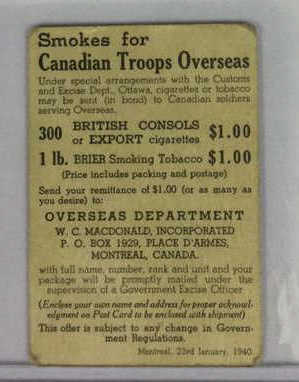 Smokes for
Canadian Troops Overseas
Under special arrangements with the Customs
and Excise Dept., Ottawa, cigarettes or tobacco
may be sent (in bond) to Canadian soldiers
serving Overseas.
300 BRITISH CONSOLS or EXPORT cigarettes $1.00
1 lb. BRIER Smoking Tobacco $1.00
(Price includes packing and postage)
Send your remittance of $1.00 (or as many as
you desire) to:
OVERSEAS DEPARTMENT
W. C. MACDONALD, INCORPORATED
P. O. BOX 1929, PLACE D'ARMES,
MONTREAL, CANADA.
with full name, number, rank and unit and your
package will be promptly mailed under the
supervision of a Government Excise Officer
(Enclose your own name and address for proper acknowl-
edgment on Post Card to be enclosed with shipment)
This offer is subject to any change in Govern-
ment Regulations.
Montreal, 23rd January, 1940.